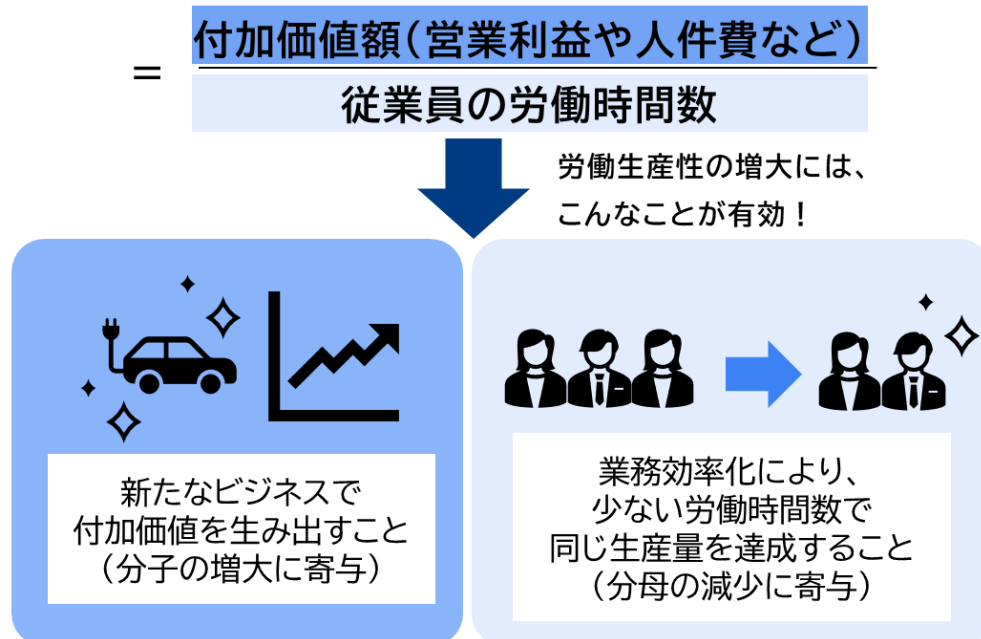 =
付加価値額(営業利益や人件費など)
従業員の労働時間数
労働生産性の増大には、
こんなことが有効！
新たなビジネスで
付加価値を生み出すこと
（分子の増大に寄与）
業務効率化により、
少ない労働時間数で
同じ生産量を達成すること
（分母の減少に寄与）